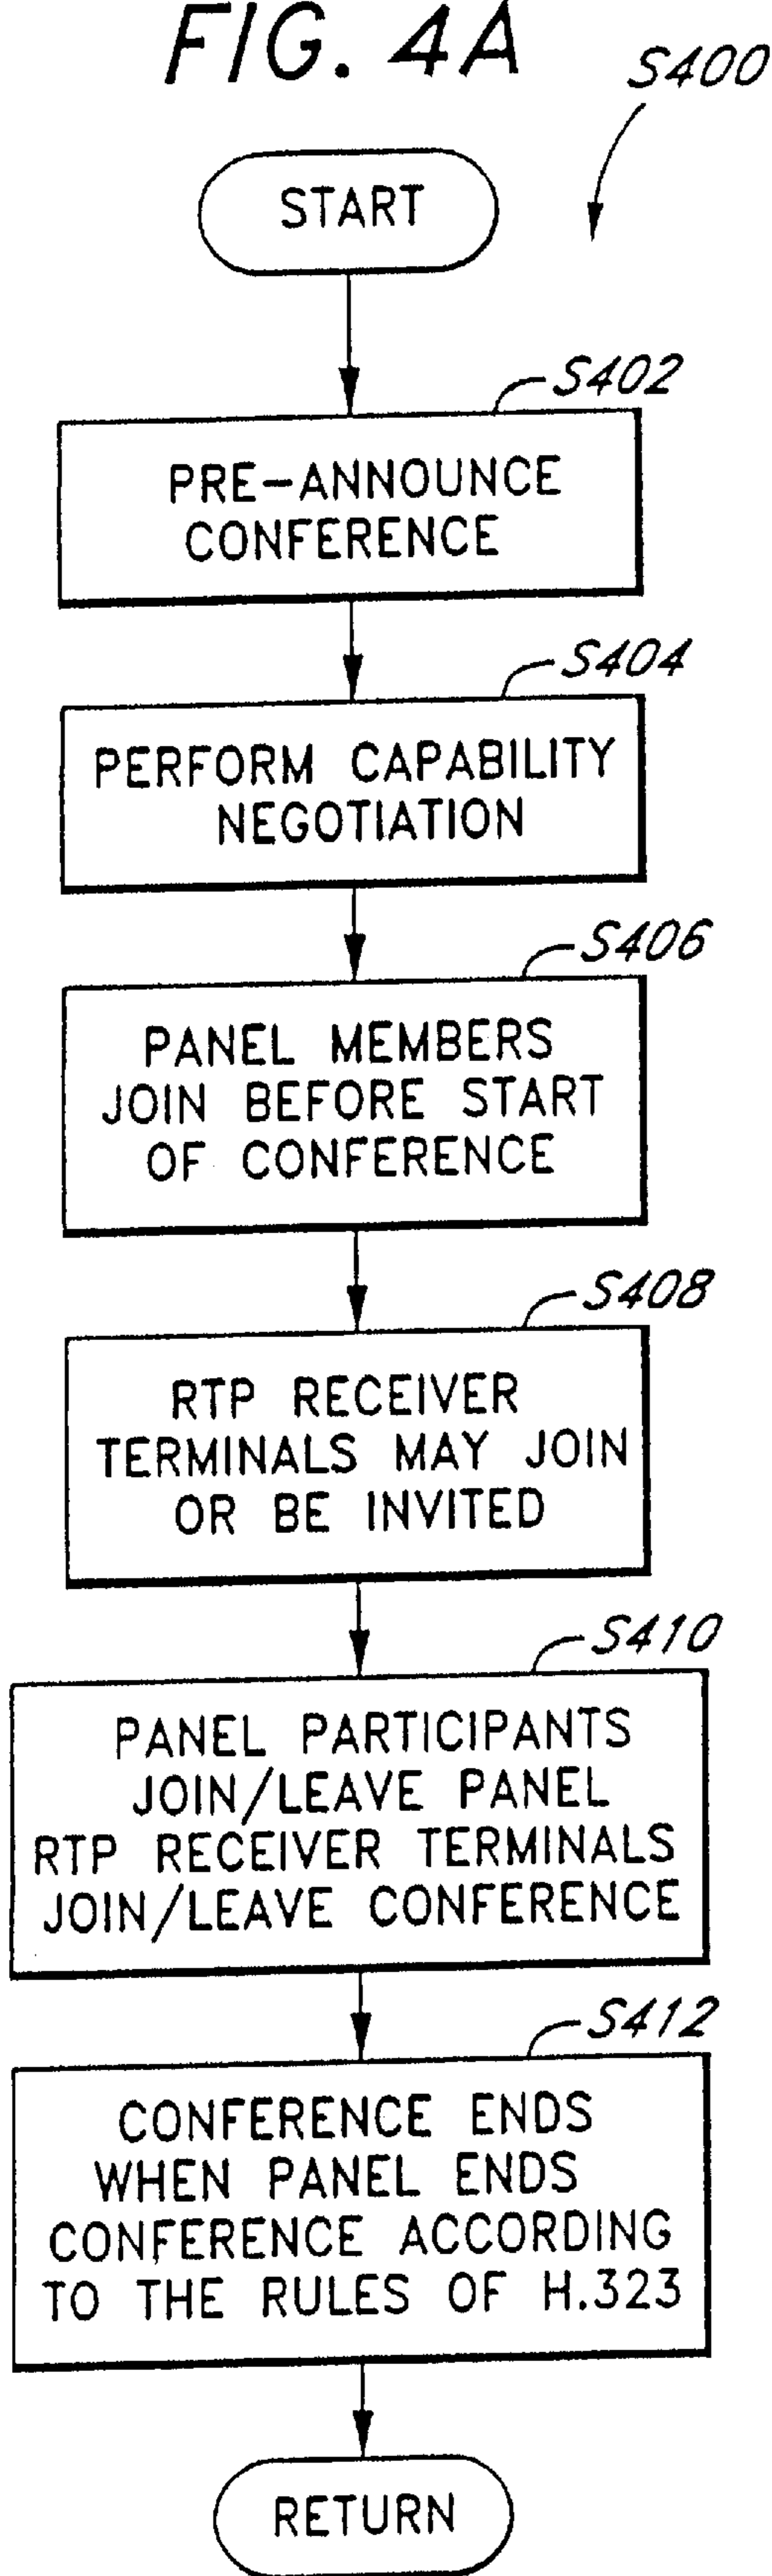 FIG. 4A
S400
START
S402
PRE-ANNOUNCE
CONFERENCE
S404
PERFORM CAPABILITY
NEGOTIATION
S406
PANEL MEMBERS
JOIN BEFORE START
OF CONFERENCE
S408
RTP RECEIVER
TERMINALS MAY JOIN
OR BE INVITED
S410
PANEL PARTICIPANTS
JOIN/LEAVE PANEL
RTP RECEIVER TERMINALS
JOIN/LEAVE CONFERENCE
S412
CONFERENCE ENDS
WHEN PANEL ENDS
CONFERENCE ACCORDING
TO THE RULES OF H.323
RETURN